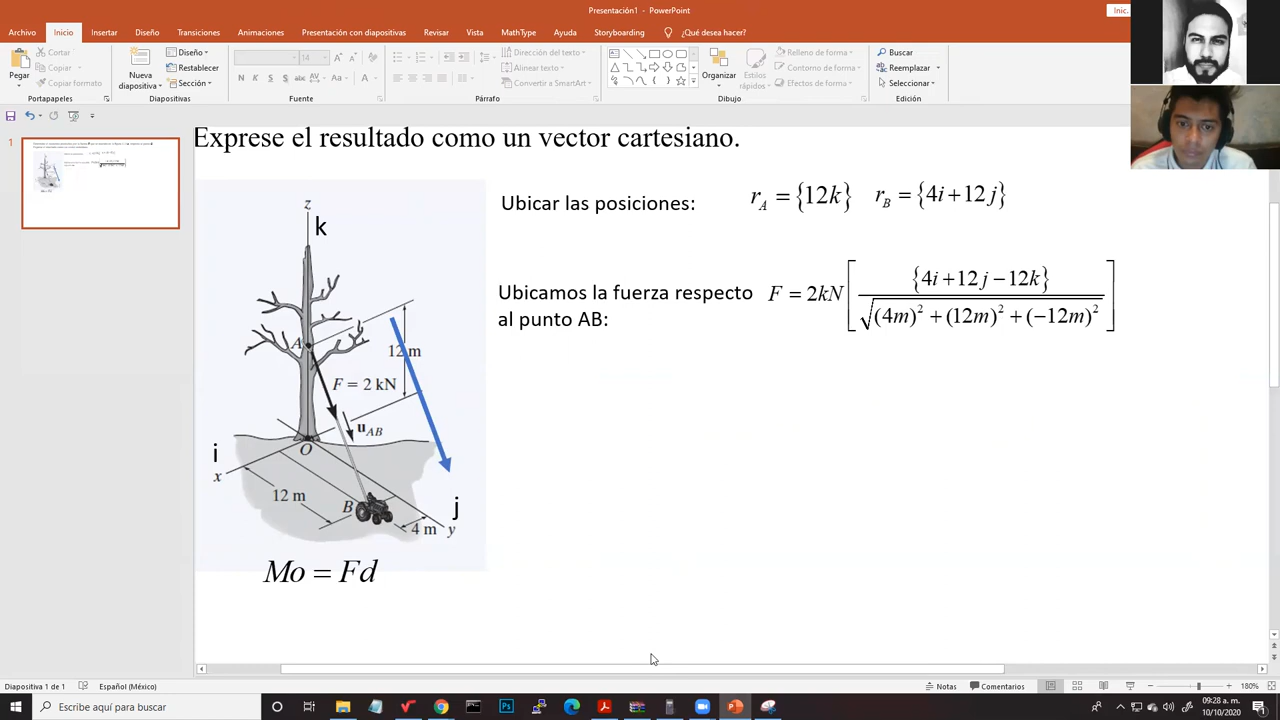 Presentación1 - PowerPoint
Inic.
Archivo Inicio Insertar Diseño Transiciones Animaciones Presentación con diapositivas Revisar Vista MathType Ayuda Storyboarding ¿Qué desea hacer?
Pegar
Cortar
Copiar
Copiar formato
Portapapeles
Nueva
diapositiva
Diseño
Restablecer
Sección
Diapositivas
14
N K S S abc AV Aa A
Fuente
Dirección del texto
Alinear texto
Convertir a SmartArt
Párrafo
Organizar
Estilos
rápidos
Relleno de forma
Contorno de forma
Efectos de forma
Dibujo
Buscar
Reemplazar
Seleccionar
Edición
1
Exprese el resultado como un vector cartesiano.
Ubicar las posiciones: r_A = {12k} r_B = {4i+12j}
Ubicamos la fuerza respecto
al punto AB:
F = 2kN [ {4i+12j−12k} / √((4m)² + (12m)² + (−12m)²) ]
z
k
A
12 m
F = 2 kN
u_AB
O
i
x
12 m
B
j
4 m y
Mo = Fd
Diapositiva 1 de 1 Español (México) Notas Comentarios 180%
Escribe aquí para buscar
09:28 a. m.
10/10/2020